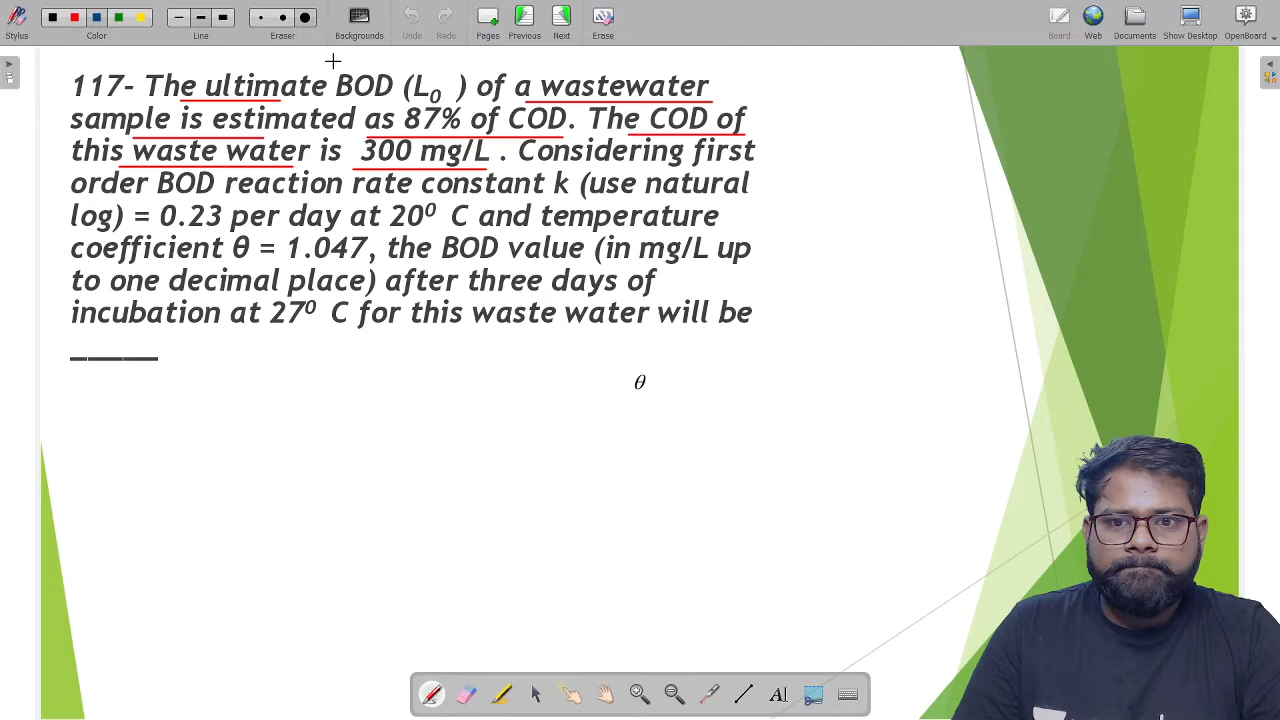 Stylus
Color
Line
Eraser
Backgrounds
Undo
Redo
Pages
Previous
Next
Erase
Board
Web
Documents
Show Desktop
OpenBoard
117- The ultimate BOD (L₀ ) of a wastewater
sample is estimated as 87% of COD. The COD of
this waste water is 300 mg/L . Considering first
order BOD reaction rate constant k (use natural
log) = 0.23 per day at 20⁰ C and temperature
coefficient θ = 1.047, the BOD value (in mg/L up
to one decimal place) after three days of
incubation at 27⁰ C for this waste water will be
_____
θ
AI